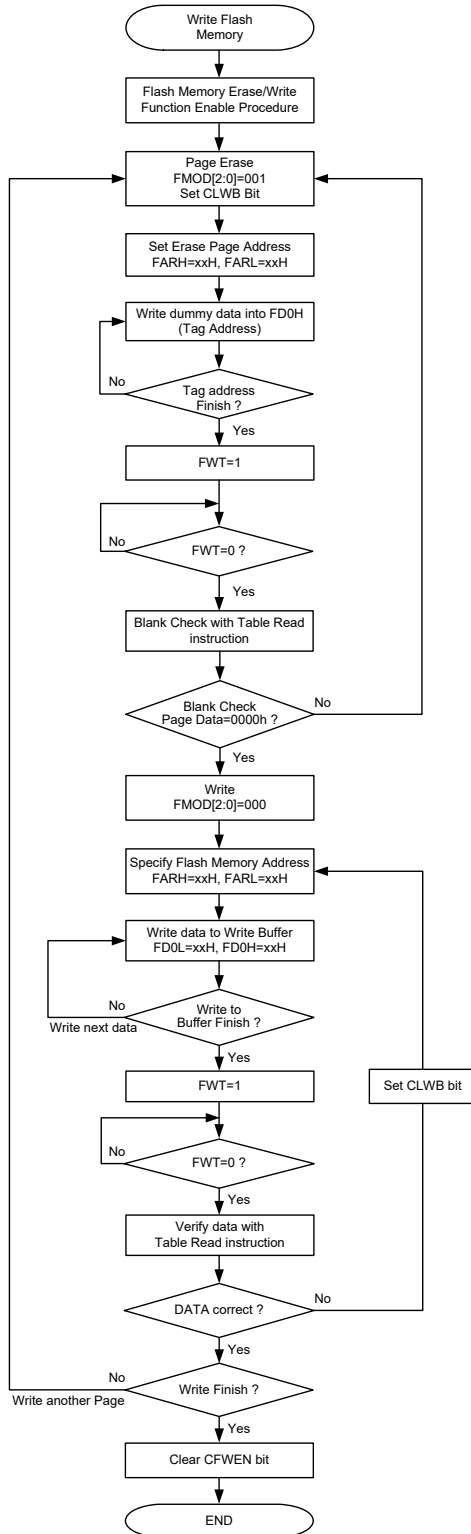 Write Flash
Memory
Flash Memory Erase/Write
Function Enable Procedure
Page Erase
FMOD[2:0]=001
Set CLWB Bit
Set Erase Page Address
FARH=xxH, FARL=xxH
Write dummy data into FD0H
(Tag Address)
No
Tag address
Finish ?
Yes
FWT=1
No
FWT=0 ?
Yes
Blank Check with Table Read
instruction
Blank Check
Page Data=0000h ?
No
Yes
Write
FMOD[2:0]=000
Specify Flash Memory Address
FARH=xxH, FARL=xxH
Write data to Write Buffer
FD0L=xxH, FD0H=xxH
No
Write next data
Write to
Buffer Finish ?
Yes
FWT=1
Set CLWB bit
No
FWT=0 ?
Yes
Verify data with
Table Read instruction
DATA correct ?
No
Yes
No
Write another Page
Write Finish ?
Yes
Clear CFWEN bit
END